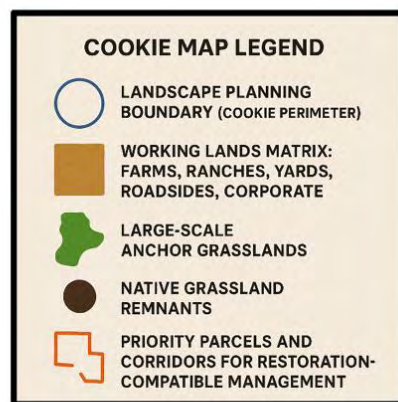 COOKIE MAP LEGEND
LANDSCAPE PLANNING
BOUNDARY (COOKIE PERIMETER)
WORKING LANDS MATRIX:
FARMS, RANCHES, YARDS,
ROADSIDES, CORPORATE
LARGE-SCALE
ANCHOR GRASSLANDS
NATIVE GRASSLAND
REMNANTS
PRIORITY PARCELS AND
CORRIDORS FOR RESTORATION-
COMPATIBLE MANAGEMENT